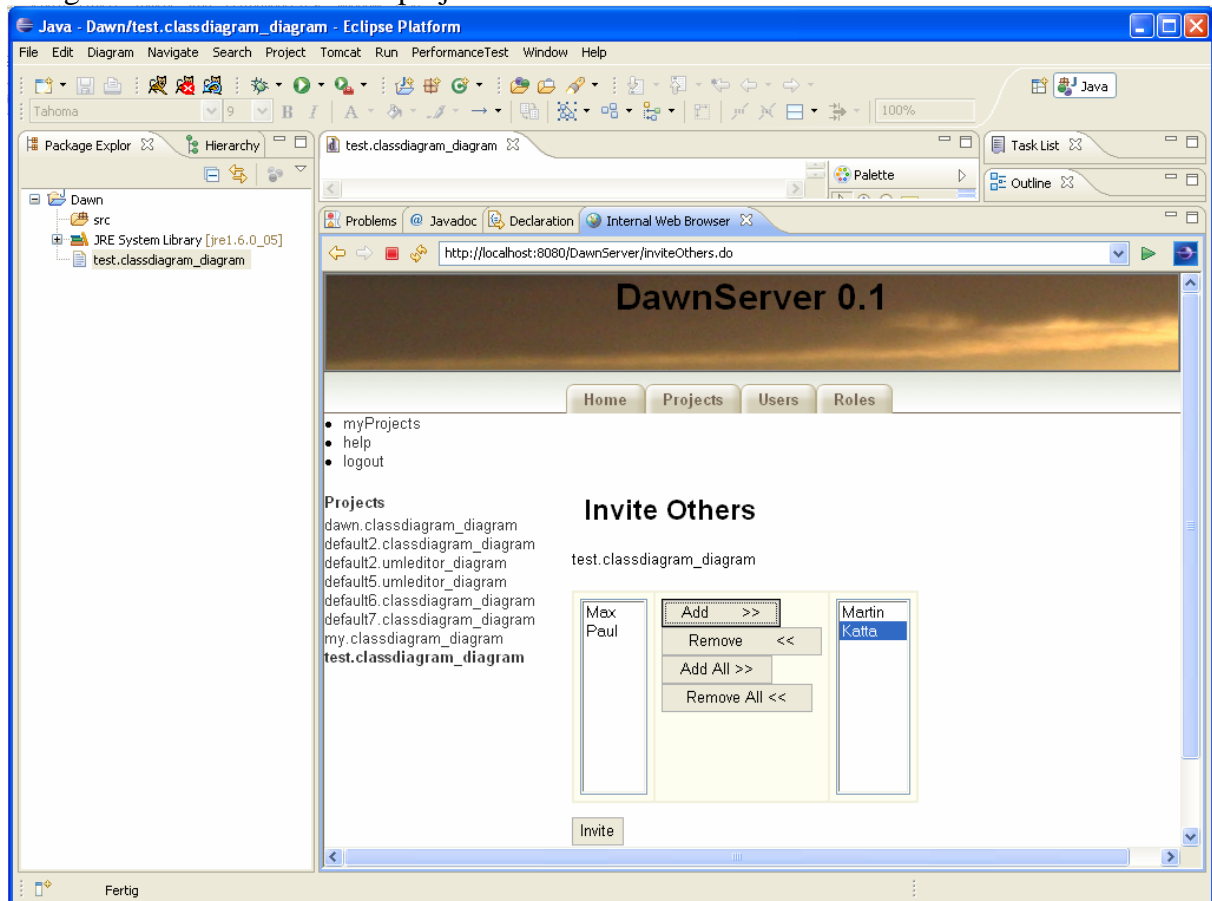 Java - Dawn/test.classdiagram_diagram - Eclipse Platform
File Edit Diagram Navigate Search Project Tomcat Run PerformanceTest Window Help
Java
Tahoma 9 B I A 100%
Package Explor Hierarchy
test.classdiagram_diagram
Task List
Palette
Outline
Dawn
src
JRE System Library [jre1.6.0_05]
test.classdiagram_diagram
Problems @ Javadoc Declaration Internal Web Browser
http://localhost:8080/DawnServer/inviteOthers.do
DawnServer 0.1
Home Projects Users Roles
myProjects
help
logout
Projects
dawn.classdiagram_diagram
default2.classdiagram_diagram
default2.umleditor_diagram
default5.umleditor_diagram
default6.classdiagram_diagram
default7.classdiagram_diagram
my.classdiagram_diagram
test.classdiagram_diagram
Invite Others
test.classdiagram_diagram
Max
Paul
Add >>
Remove <<
Add All >>
Remove All <<
Martin
Katta
Invite
Fertig